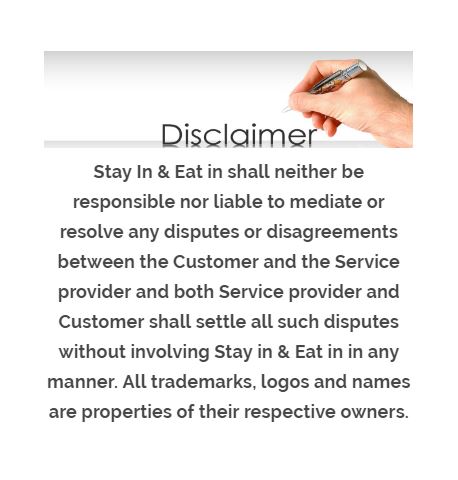 Disclaimer
Stay In & Eat in shall neither be
responsible nor liable to mediate or
resolve any disputes or disagreements
between the Customer and the Service
provider and both Service provider and
Customer shall settle all such disputes
without involving Stay in & Eat in in any
manner. All trademarks, logos and names
are properties of their respective owners.